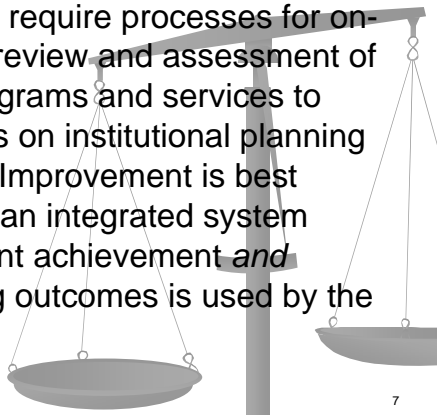 require processes for on-
review and assessment of
grams and services to
s on institutional planning
Improvement is best
an integrated system
nt achievement and
g outcomes is used by the
7